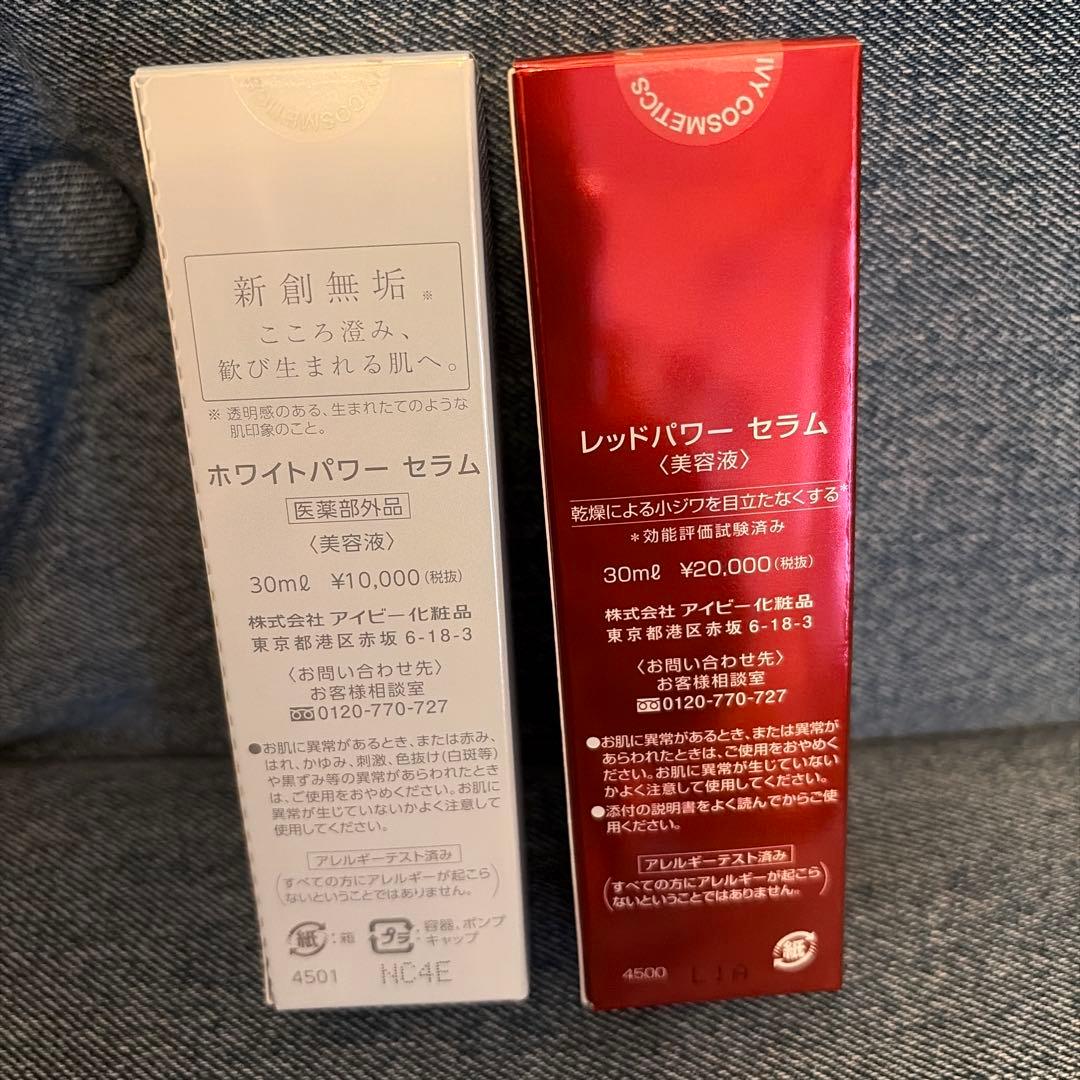 COSMETICS
新創無垢※
こころ澄み、
歓び生まれる肌へ。
※ 透明感のある、生まれたてのような
肌印象のこと。
ホワイトパワー セラム
医薬部外品
〈美容液〉
30mℓ ¥10,000(税抜)
株式会社 アイビー化粧品
東京都港区赤坂 6-18-3
〈お問い合わせ先〉
お客様相談室
0120-770-727
●お肌に異常があるとき、または赤み、
はれ、かゆみ、刺激、色抜け(白斑等)
や黒ずみ等の異常があらわれたとき
は、ご使用をおやめください。お肌に
異常が生じていないかよく注意して
使用してください。
アレルギーテスト済み
(すべての方にアレルギーが起こら
ないということではありません。)
紙:箱 プラ:容器、ポンプ
キャップ
4501 NC4E
IVY COSMETICS
レッドパワー セラム
〈美容液〉
乾燥による小ジワを目立たなくする*
*効能評価試験済み
30mℓ ¥20,000(税抜)
株式会社 アイビー化粧品
東京都港区赤坂 6-18-3
〈お問い合わせ先〉
お客様相談室
0120-770-727
●お肌に異常があるとき、または異常が
あらわれたときは、ご使用をおやめく
ださい。お肌に異常が生じていない
かよく注意して使用してください。
●添付の説明書をよく読んでからご使
用ください。
アレルギーテスト済み
(すべての方にアレルギーが起こら
ないということではありません。)
紙
4500 L1A